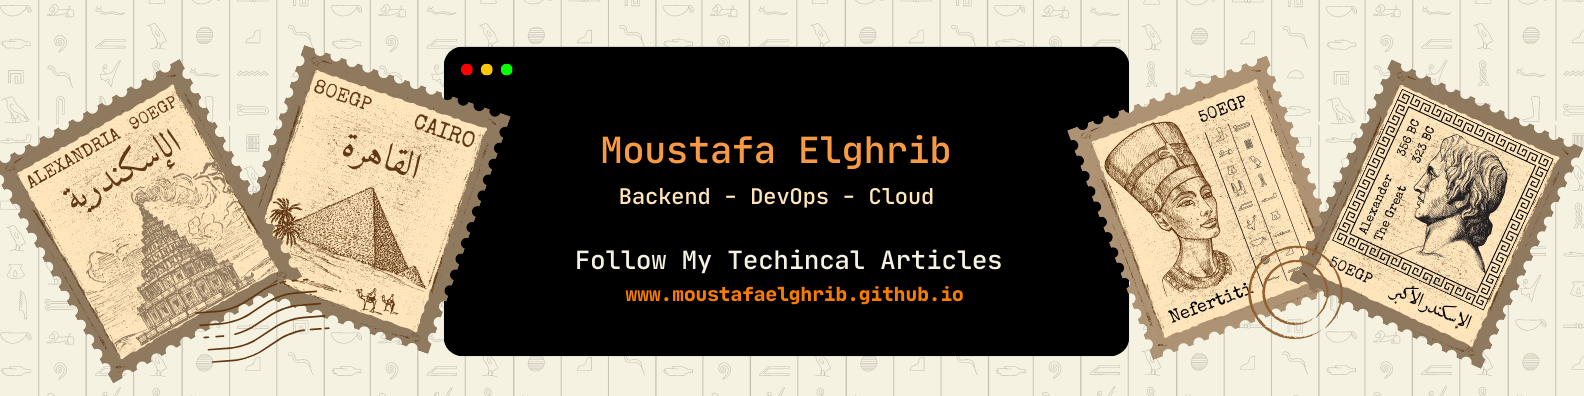 ALEXANDRIA 90EGP
الإسكندرية
80EGP
CAIRO
القاهرة
Moustafa Elghrib
Backend - DevOps - Cloud
Follow My Techincal Articles
www.moustafaelghrib.github.io
50EGP
Nefertiti
356 BC
323 BC
Alexander
The Great
50EGP
الإسكندر الأكبر